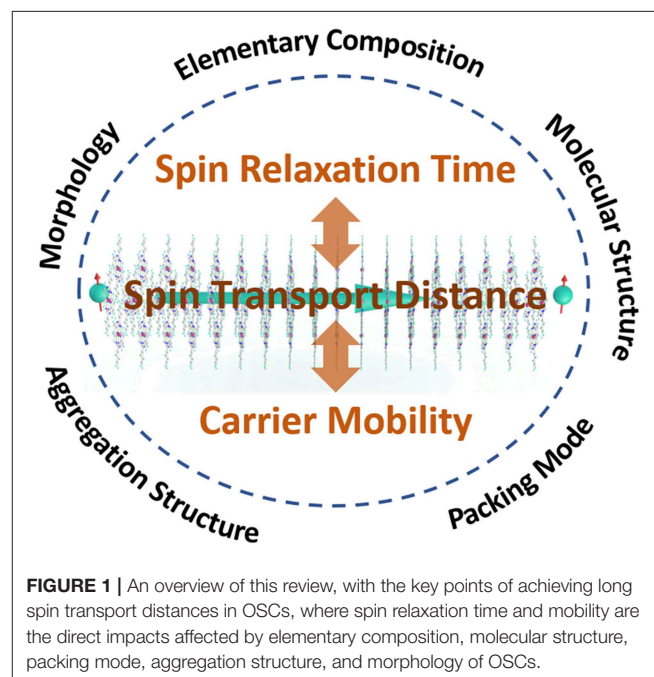 Elementary Composition
Morphology
Molecular Structure
Spin Relaxation Time
Spin Transport Distance
Carrier Mobility
Aggregation Structure
Packing Mode
FIGURE 1 | An overview of this review, with the key points of achieving long
spin transport distances in OSCs, where spin relaxation time and mobility are
the direct impacts affected by elementary composition, molecular structure,
packing mode, aggregation structure, and morphology of OSCs.